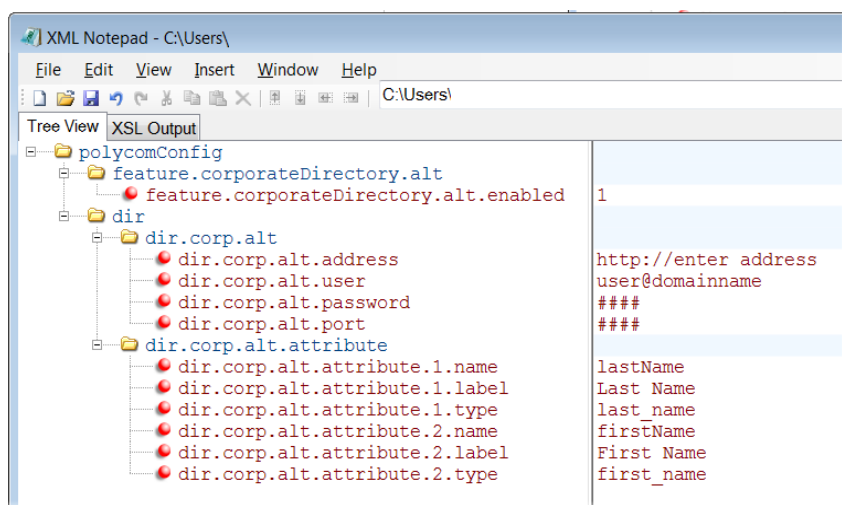 XML Notepad - C:\Users\
File Edit View Insert Window Help
C:\Users\
Tree View XSL Output
polycomConfig
feature.corporateDirectory.alt
feature.corporateDirectory.alt.enabled 1
dir
dir.corp.alt
dir.corp.alt.address http://enter address
dir.corp.alt.user user@domainname
dir.corp.alt.password ####
dir.corp.alt.port ####
dir.corp.alt.attribute
dir.corp.alt.attribute.1.name lastName
dir.corp.alt.attribute.1.label Last Name
dir.corp.alt.attribute.1.type last_name
dir.corp.alt.attribute.2.name firstName
dir.corp.alt.attribute.2.label First Name
dir.corp.alt.attribute.2.type first_name